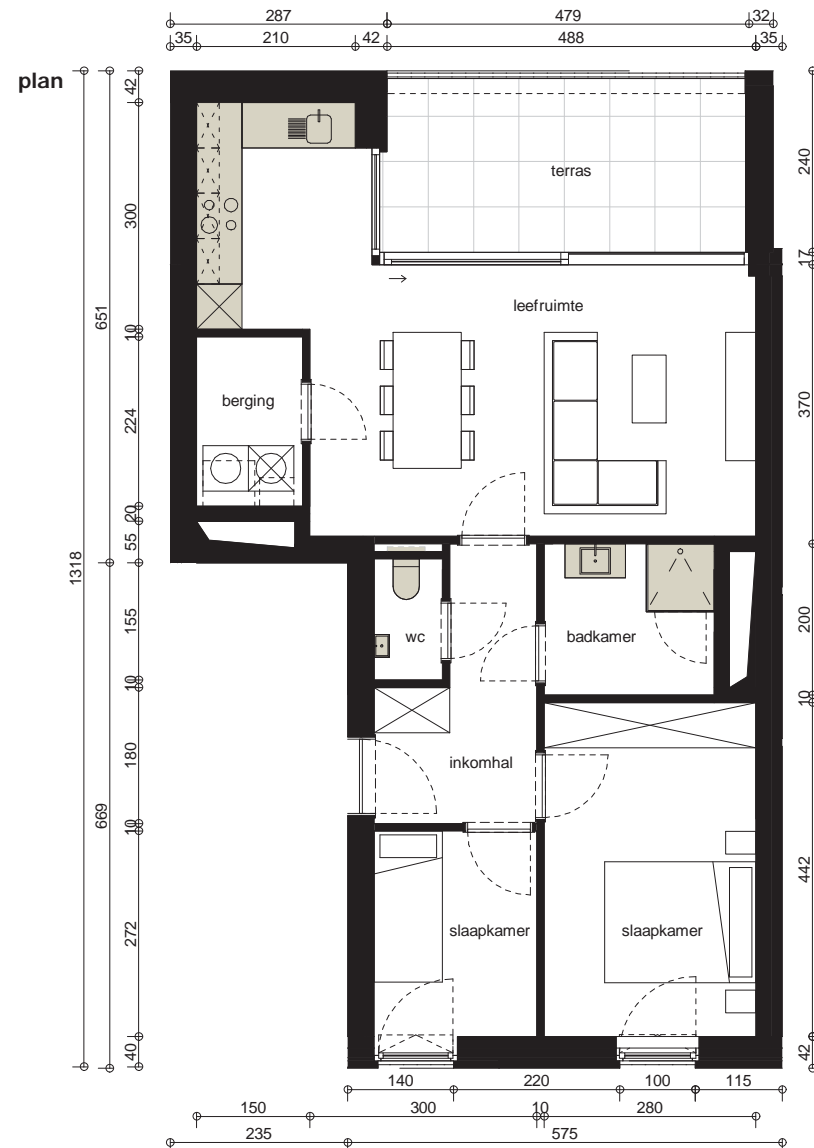 287 479 32
35 210 42 488 35
plan
42
300
10
224
20
55
155
10
180
10
272
40
651
669
1318
240
17
370
200
10
442
42
terras
leefruimte
berging
wc
badkamer
inkomhal
slaapkamer
slaapkamer
140 220 100 115
150 300 10 280
235 575